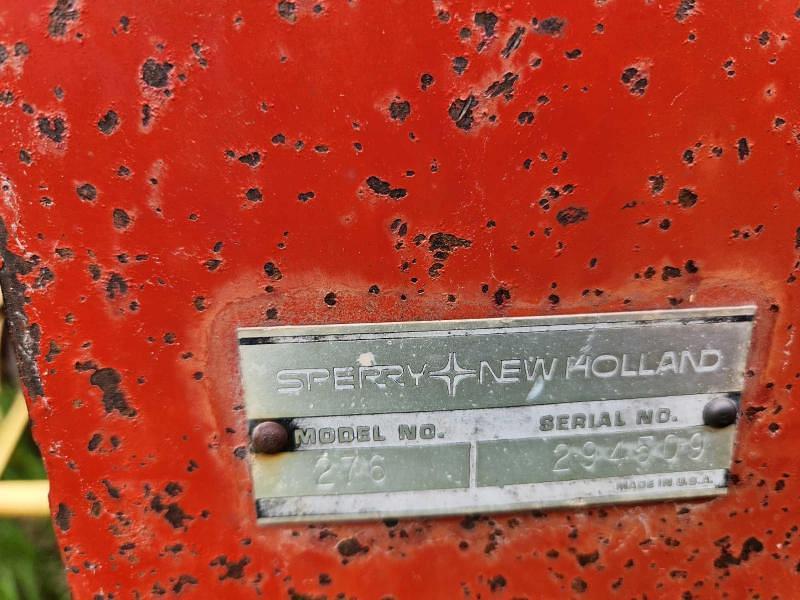 SPERRY NEW HOLLAND
MODEL NO. SERIAL NO.
276 294509
MADE IN U.S.A.